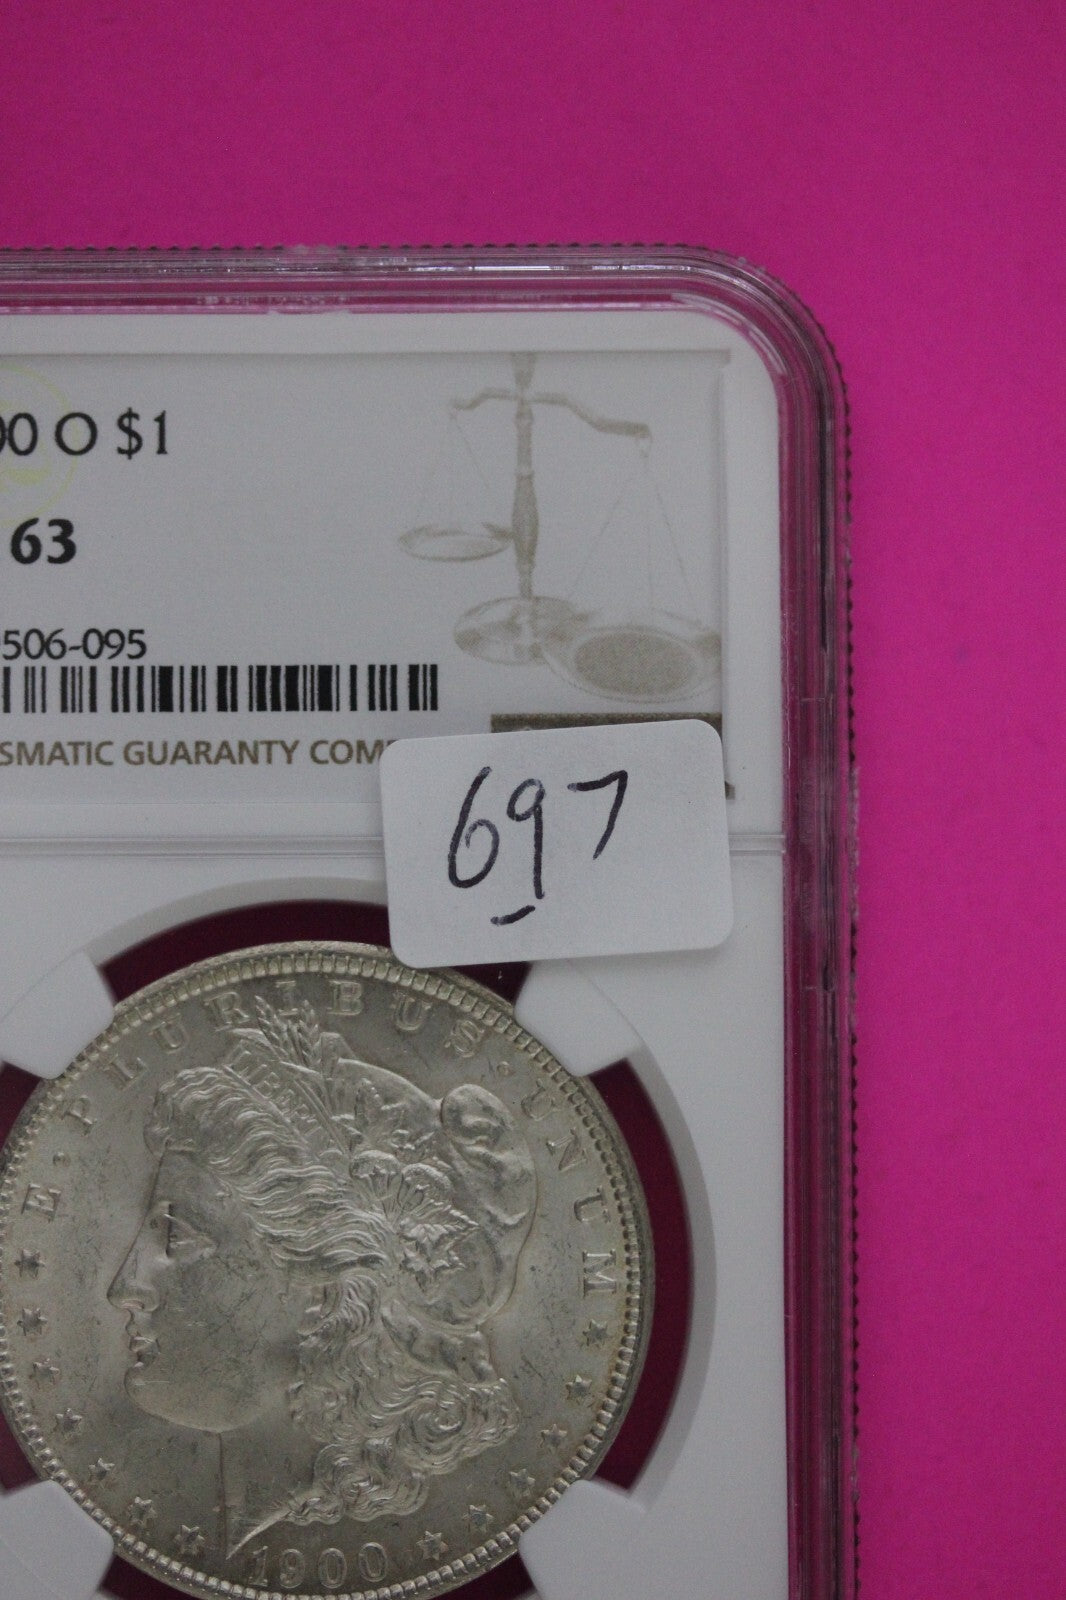 00 O $1
63
506-095
SMATIC GUARANTY COM
697
E · PLURIBUS · UNUM
LIBERTY
1900